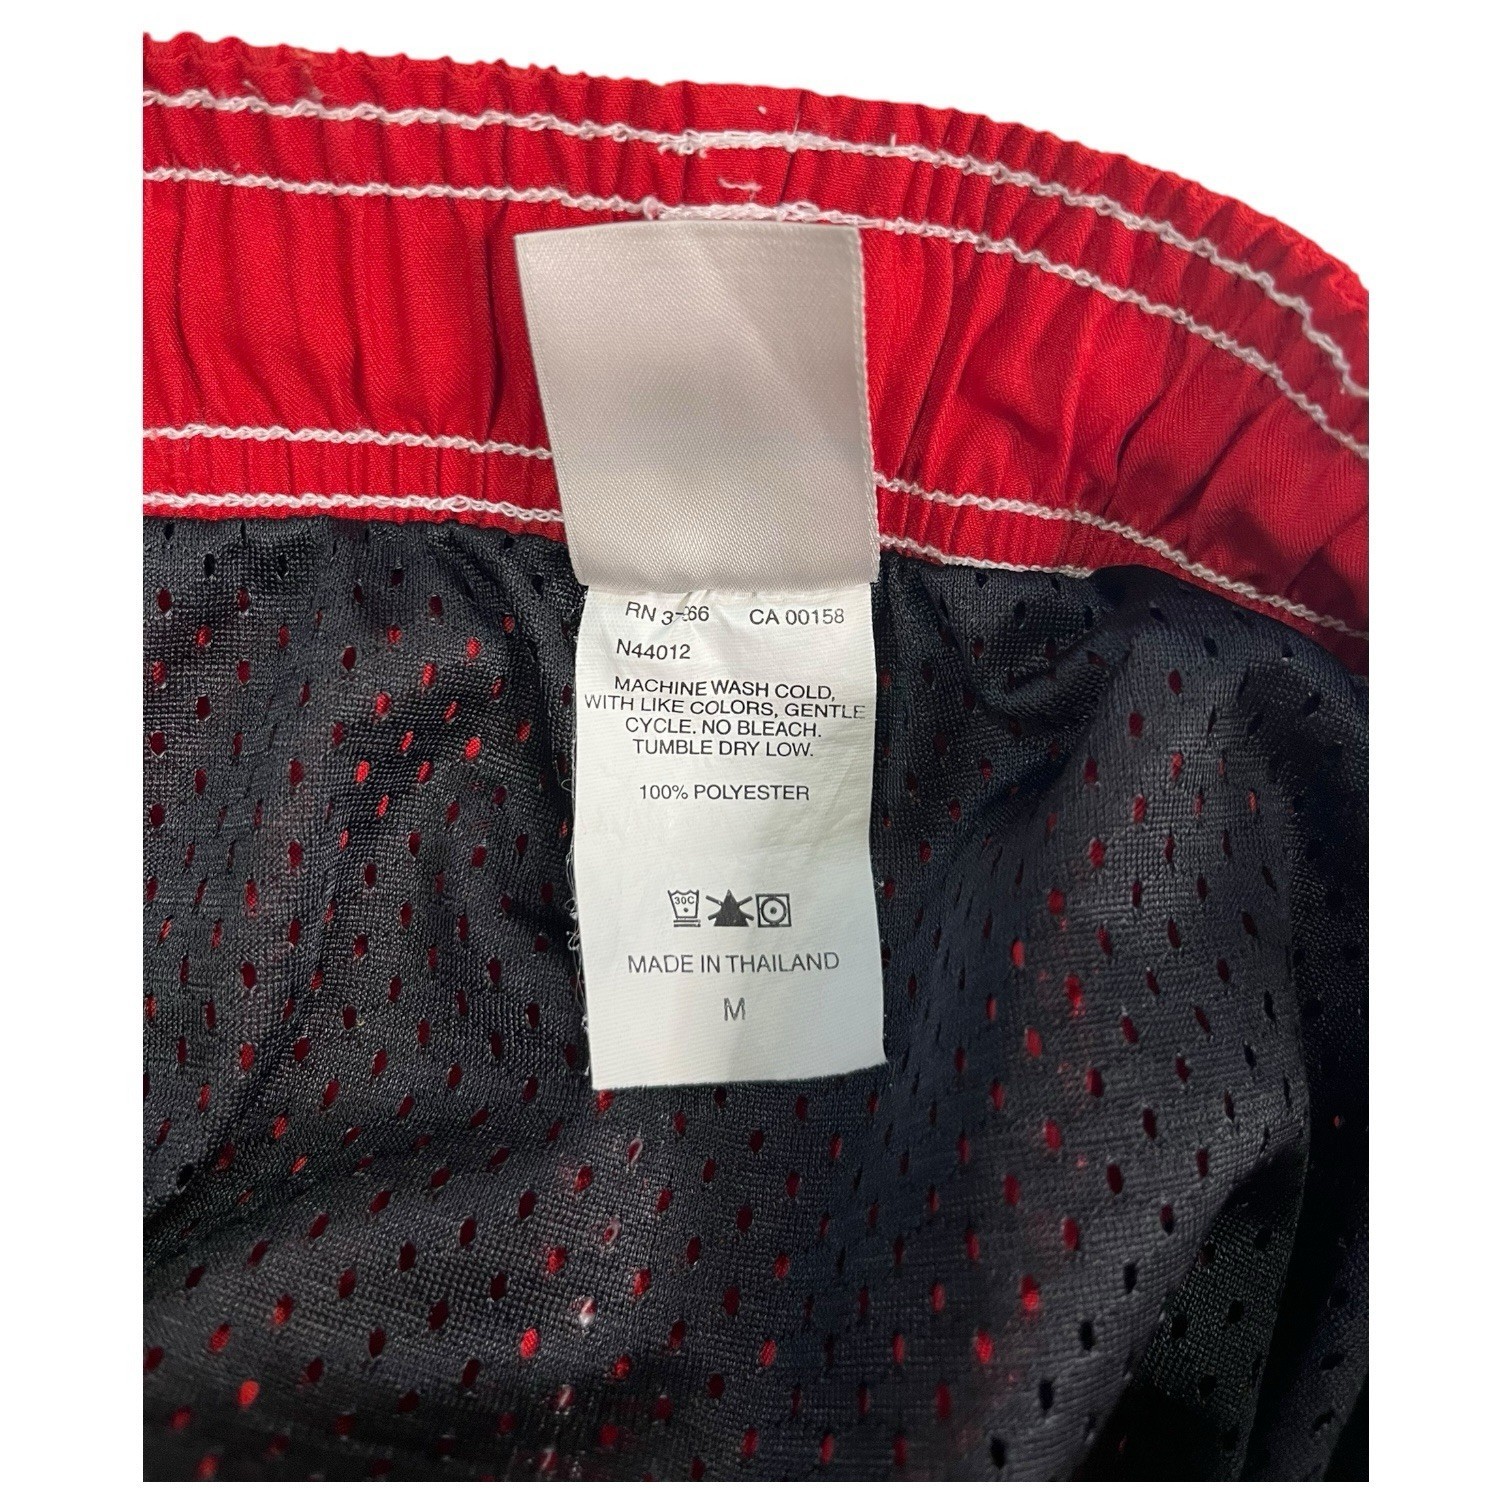 RN CA 00158
N44012
MACHINE WASH COLD,
WITH LIKE COLORS, GENTLE
CYCLE. NO BLEACH.
TUMBLE DRY LOW.
100% POLYESTER
30C
MADE IN THAILAND
M